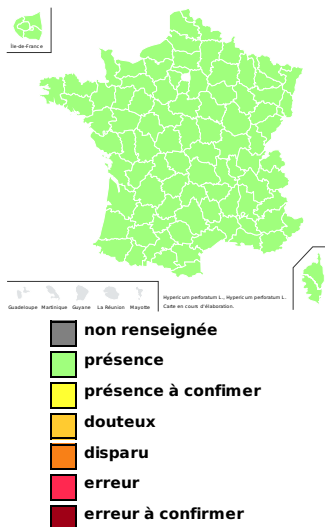 Île-de-France
Guadeloupe Martinique Guyane La Réunion Mayotte
Hypericum perforatum L., Hypericum perforatum L.
Carte en cours d'élaboration.
non renseignée
présence
présence à confimer
douteux
disparu
erreur
erreur à confirmer